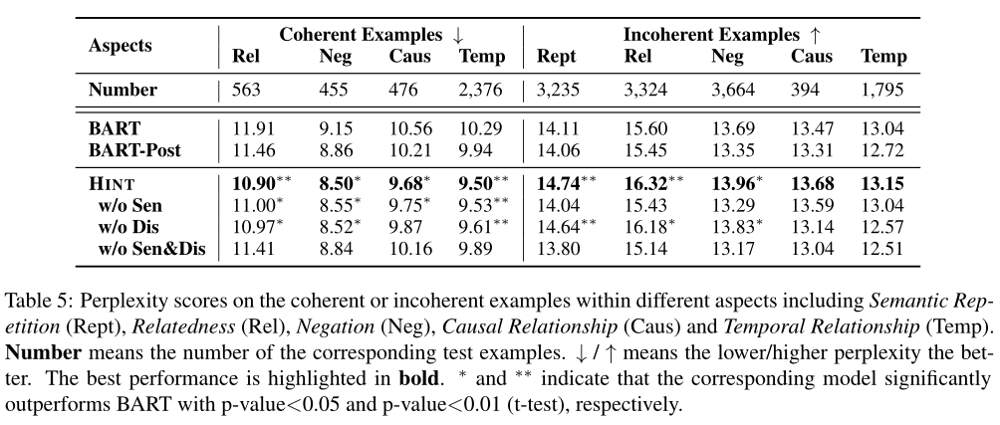 Aspects Coherent Examples ↓ Incoherent Examples ↑
Rel Neg Caus Temp Rept Rel Neg Caus Temp
Number 563 455 476 2,376 3,235 3,324 3,664 394 1,795
BART 11.91 9.15 10.56 10.29 14.11 15.60 13.69 13.47 13.04
BART-Post 11.46 8.86 10.21 9.94 14.06 15.45 13.35 13.31 12.72
HINT 10.90** 8.50* 9.68* 9.50** 14.74** 16.32** 13.96* 13.68 13.15
w/o Sen 11.00* 8.55* 9.75* 9.53** 14.04 15.43 13.29 13.59 13.04
w/o Dis 10.97* 8.52* 9.87 9.61** 14.64** 16.18* 13.83* 13.14 12.57
w/o Sen&Dis 11.41 8.84 10.16 9.89 13.80 15.14 13.17 13.04 12.51
Table 5: Perplexity scores on the coherent or incoherent examples within different aspects including Semantic Rep-
etition (Rept), Relatedness (Rel), Negation (Neg), Causal Relationship (Caus) and Temporal Relationship (Temp).
Number means the number of the corresponding test examples. ↓ / ↑ means the lower/higher perplexity the bet-
ter. The best performance is highlighted in bold. * and ** indicate that the corresponding model significantly
outperforms BART with p-value<0.05 and p-value<0.01 (t-test), respectively.